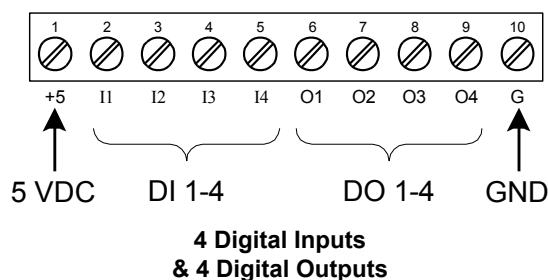 1 2 3 4 5 6 7 8 9 10
+5 I1 I2 I3 I4 O1 O2 O3 O4 G
5 VDC DI 1-4 DO 1-4 GND
4 Digital Inputs
& 4 Digital Outputs